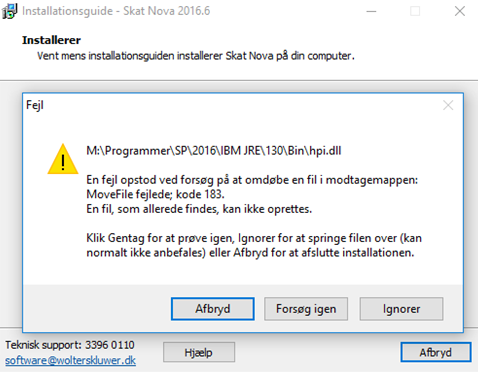 Installationsguide - Skat Nova 2016.6
Installerer
Vent mens installationsguiden installerer Skat Nova på din computer.
Fejl
M:\Programmer\SP\2016\IBM JRE\130\Bin\hpi.dll
En fejl opstod ved forsøg på at omdøbe en fil i modtagemappen:
MoveFile fejlede; kode 183.
En fil, som allerede findes, kan ikke oprettes.
Klik Gentag for at prøve igen, Ignorer for at springe filen over (kan
normalt ikke anbefales) eller Afbryd for at afslutte installationen.
Afbryd
Forsøg igen
Ignorer
Teknisk support: 3396 0110
software@wolterskluwer.dk
Hjælp
Afbryd